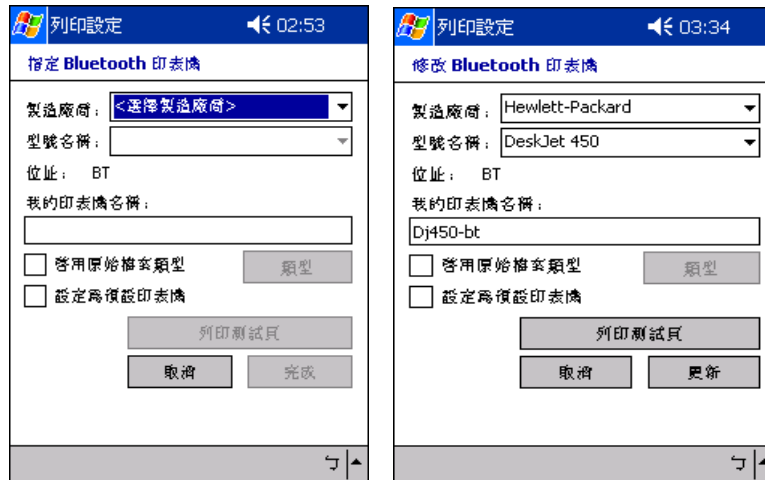 列印設定 02:53
指定 Bluetooth 印表機
製造廠商： <選擇製造廠商>
型號名稱：
位址： BT
我的印表機名稱：
啓用原始檔案類型 類型
設定為預設印表機
列印測試頁
取消 完成
ㄅ
列印設定 03:34
修改 Bluetooth 印表機
製造廠商： Hewlett-Packard
型號名稱： DeskJet 450
位址： BT
我的印表機名稱：
Dj450-bt
啓用原始檔案類型 類型
設定為預設印表機
列印測試頁
取消 更新
ㄅ